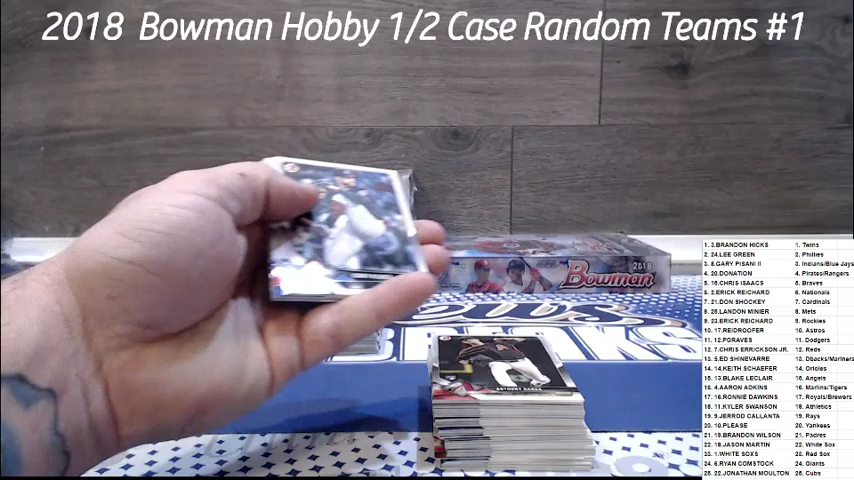 2018 Bowman Hobby 1/2 Case Random Teams #1
2018
Bowman
1. 3.BRANDON HICKS 1. Twins
2. 24.LEE GREEN 2. Phillies
3. 8.GARY PISANI II 3. Indians/Blue Jays
4. 20.DONATION 4. Pirates/Rangers
5. 15.CHRIS ISAACS 5. Braves
6. 2.ERICK REICHARD 6. Nationals
7. 21.DON SHOCKEY 7. Cardinals
8. 25.LANDON MINIER 8. Mets
9. 23.ERICK REICHARD 9. Rockies
10. 17.REIDROOFER 10. Astros
11. 12.PGRAVES 11. Dodgers
12. 7.CHRIS ERRICKSON JR. 12. Reds
13. 5.ED SHINEVARRE 13. Dbacks/Mariners
14. 14.KEITH SCHAEFER 14. Orioles
15. 13.BLAKE LECLAIR 15. Angels
16. 4.AARON ADKINS 16. Marlins/Tigers
17. 16.RONNIE DAWKINS 17. Royals/Brewers
18. 11.KYLER SWANSON 18. Athletics
19. 9.JERROD CALLANTA 19. Rays
20. 10.PLEASE 20. Yankees
21. 19.BRANDON WILSON 21. Padres
22. 18.JASON MARTIN 22. White Sox
23. 1.WHITE SOXS 23. Red Sox
24. 6.RYAN COMSTOCK 24. Giants
25. 22.JONATHAN MOULTON 25. Cubs